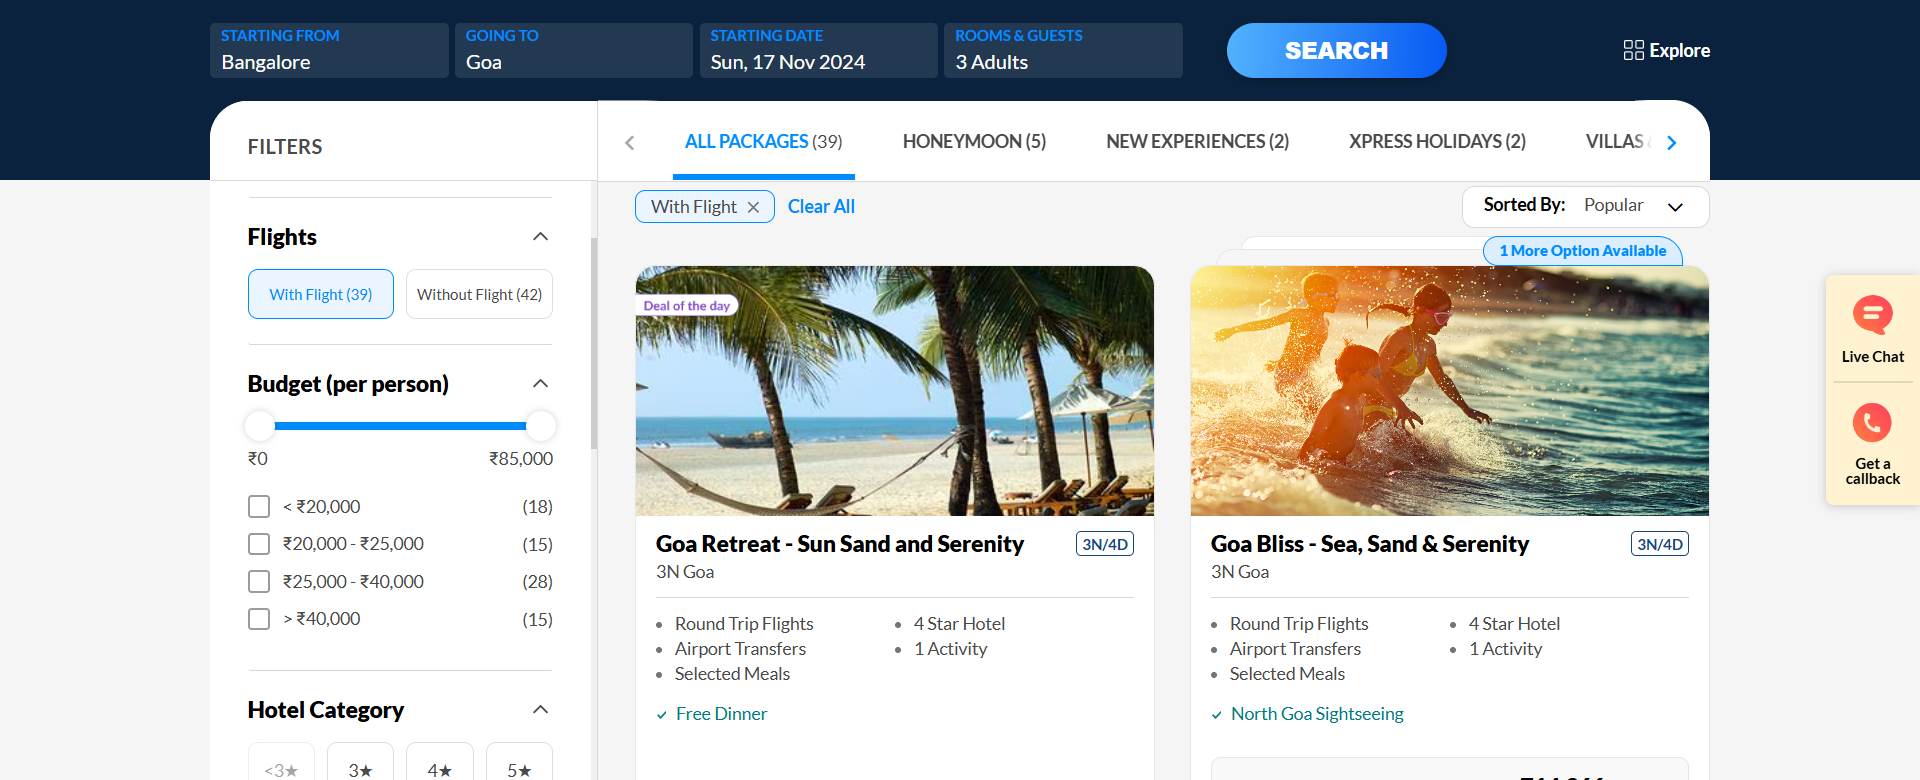 STARTING FROM
Bangalore
GOING TO
Goa
STARTING DATE
Sun, 17 Nov 2024
ROOMS & GUESTS
3 Adults
SEARCH
Explore
FILTERS
ALL PACKAGES (39)
HONEYMOON (5)
NEW EXPERIENCES (2)
XPRESS HOLIDAYS (2)
VILLAS
With Flight
Clear All
Sorted By: Popular
Flights
With Flight (39)
Without Flight (42)
Budget (per person)
₹0
₹85,000
< ₹20,000 (18)
₹20,000 - ₹25,000 (15)
₹25,000 - ₹40,000 (28)
> ₹40,000 (15)
Hotel Category
<3★
3★
4★
5★
Deal of the day
Goa Retreat - Sun Sand and Serenity
3N/4D
3N Goa
Round Trip Flights
Airport Transfers
Selected Meals
4 Star Hotel
1 Activity
Free Dinner
1 More Option Available
Goa Bliss - Sea, Sand & Serenity
3N/4D
3N Goa
Round Trip Flights
Airport Transfers
Selected Meals
4 Star Hotel
1 Activity
North Goa Sightseeing
Live Chat
Get a
callback